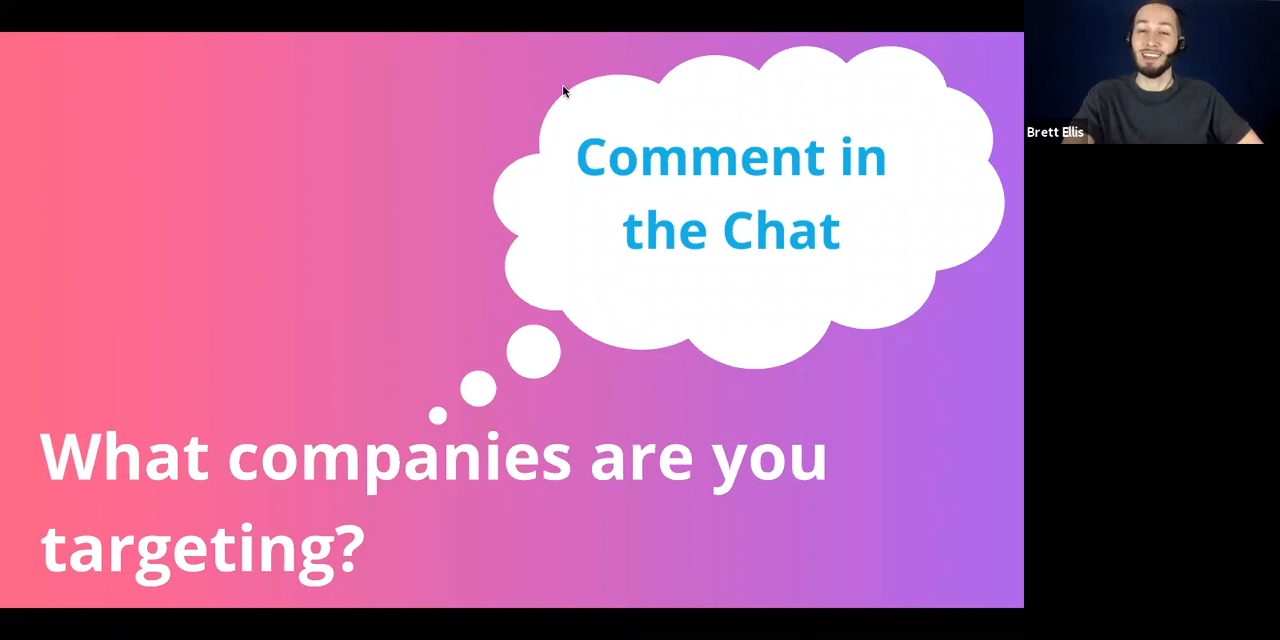 Comment in
the Chat
What companies are you
targeting?
Brett Ellis